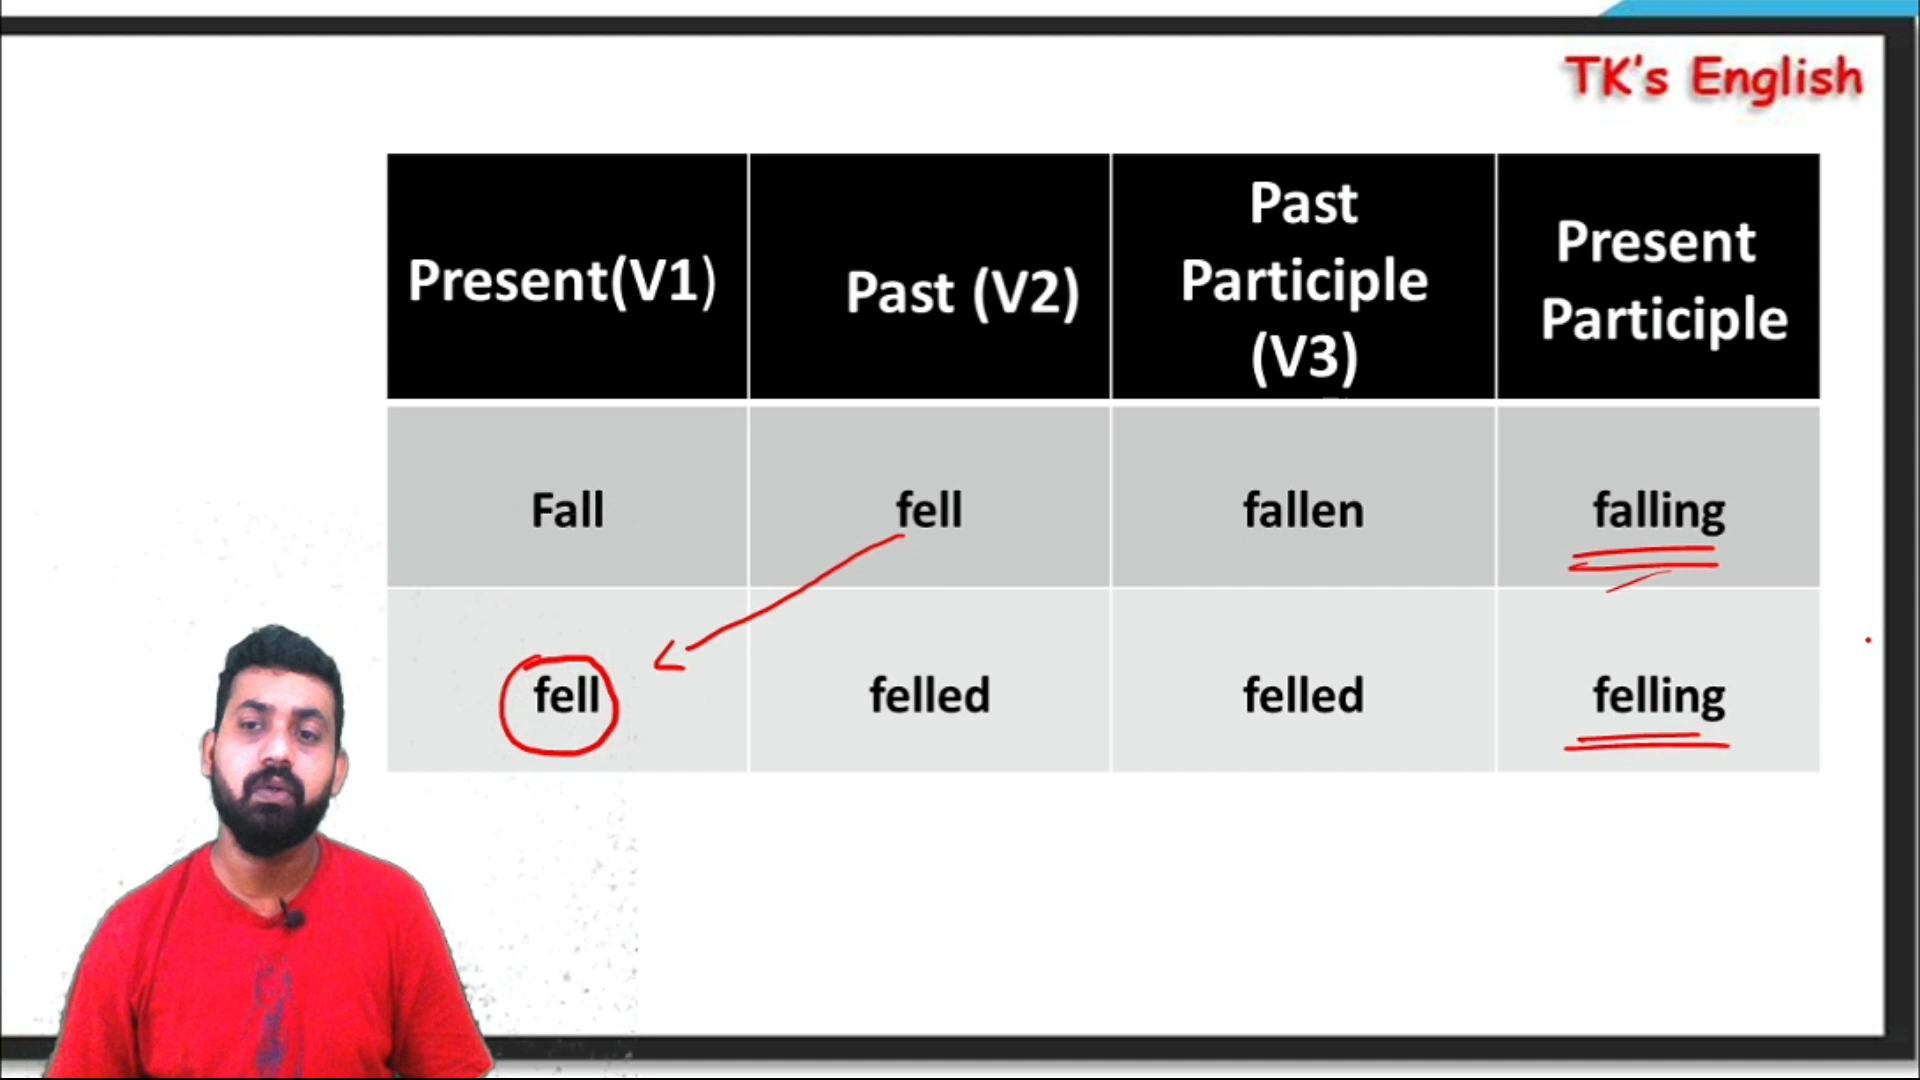 TK's English
Present(V1)
Past (V2)
Past
Participle
(V3)
Present
Participle
Fall
fell
fallen
falling
fell
felled
felled
felling